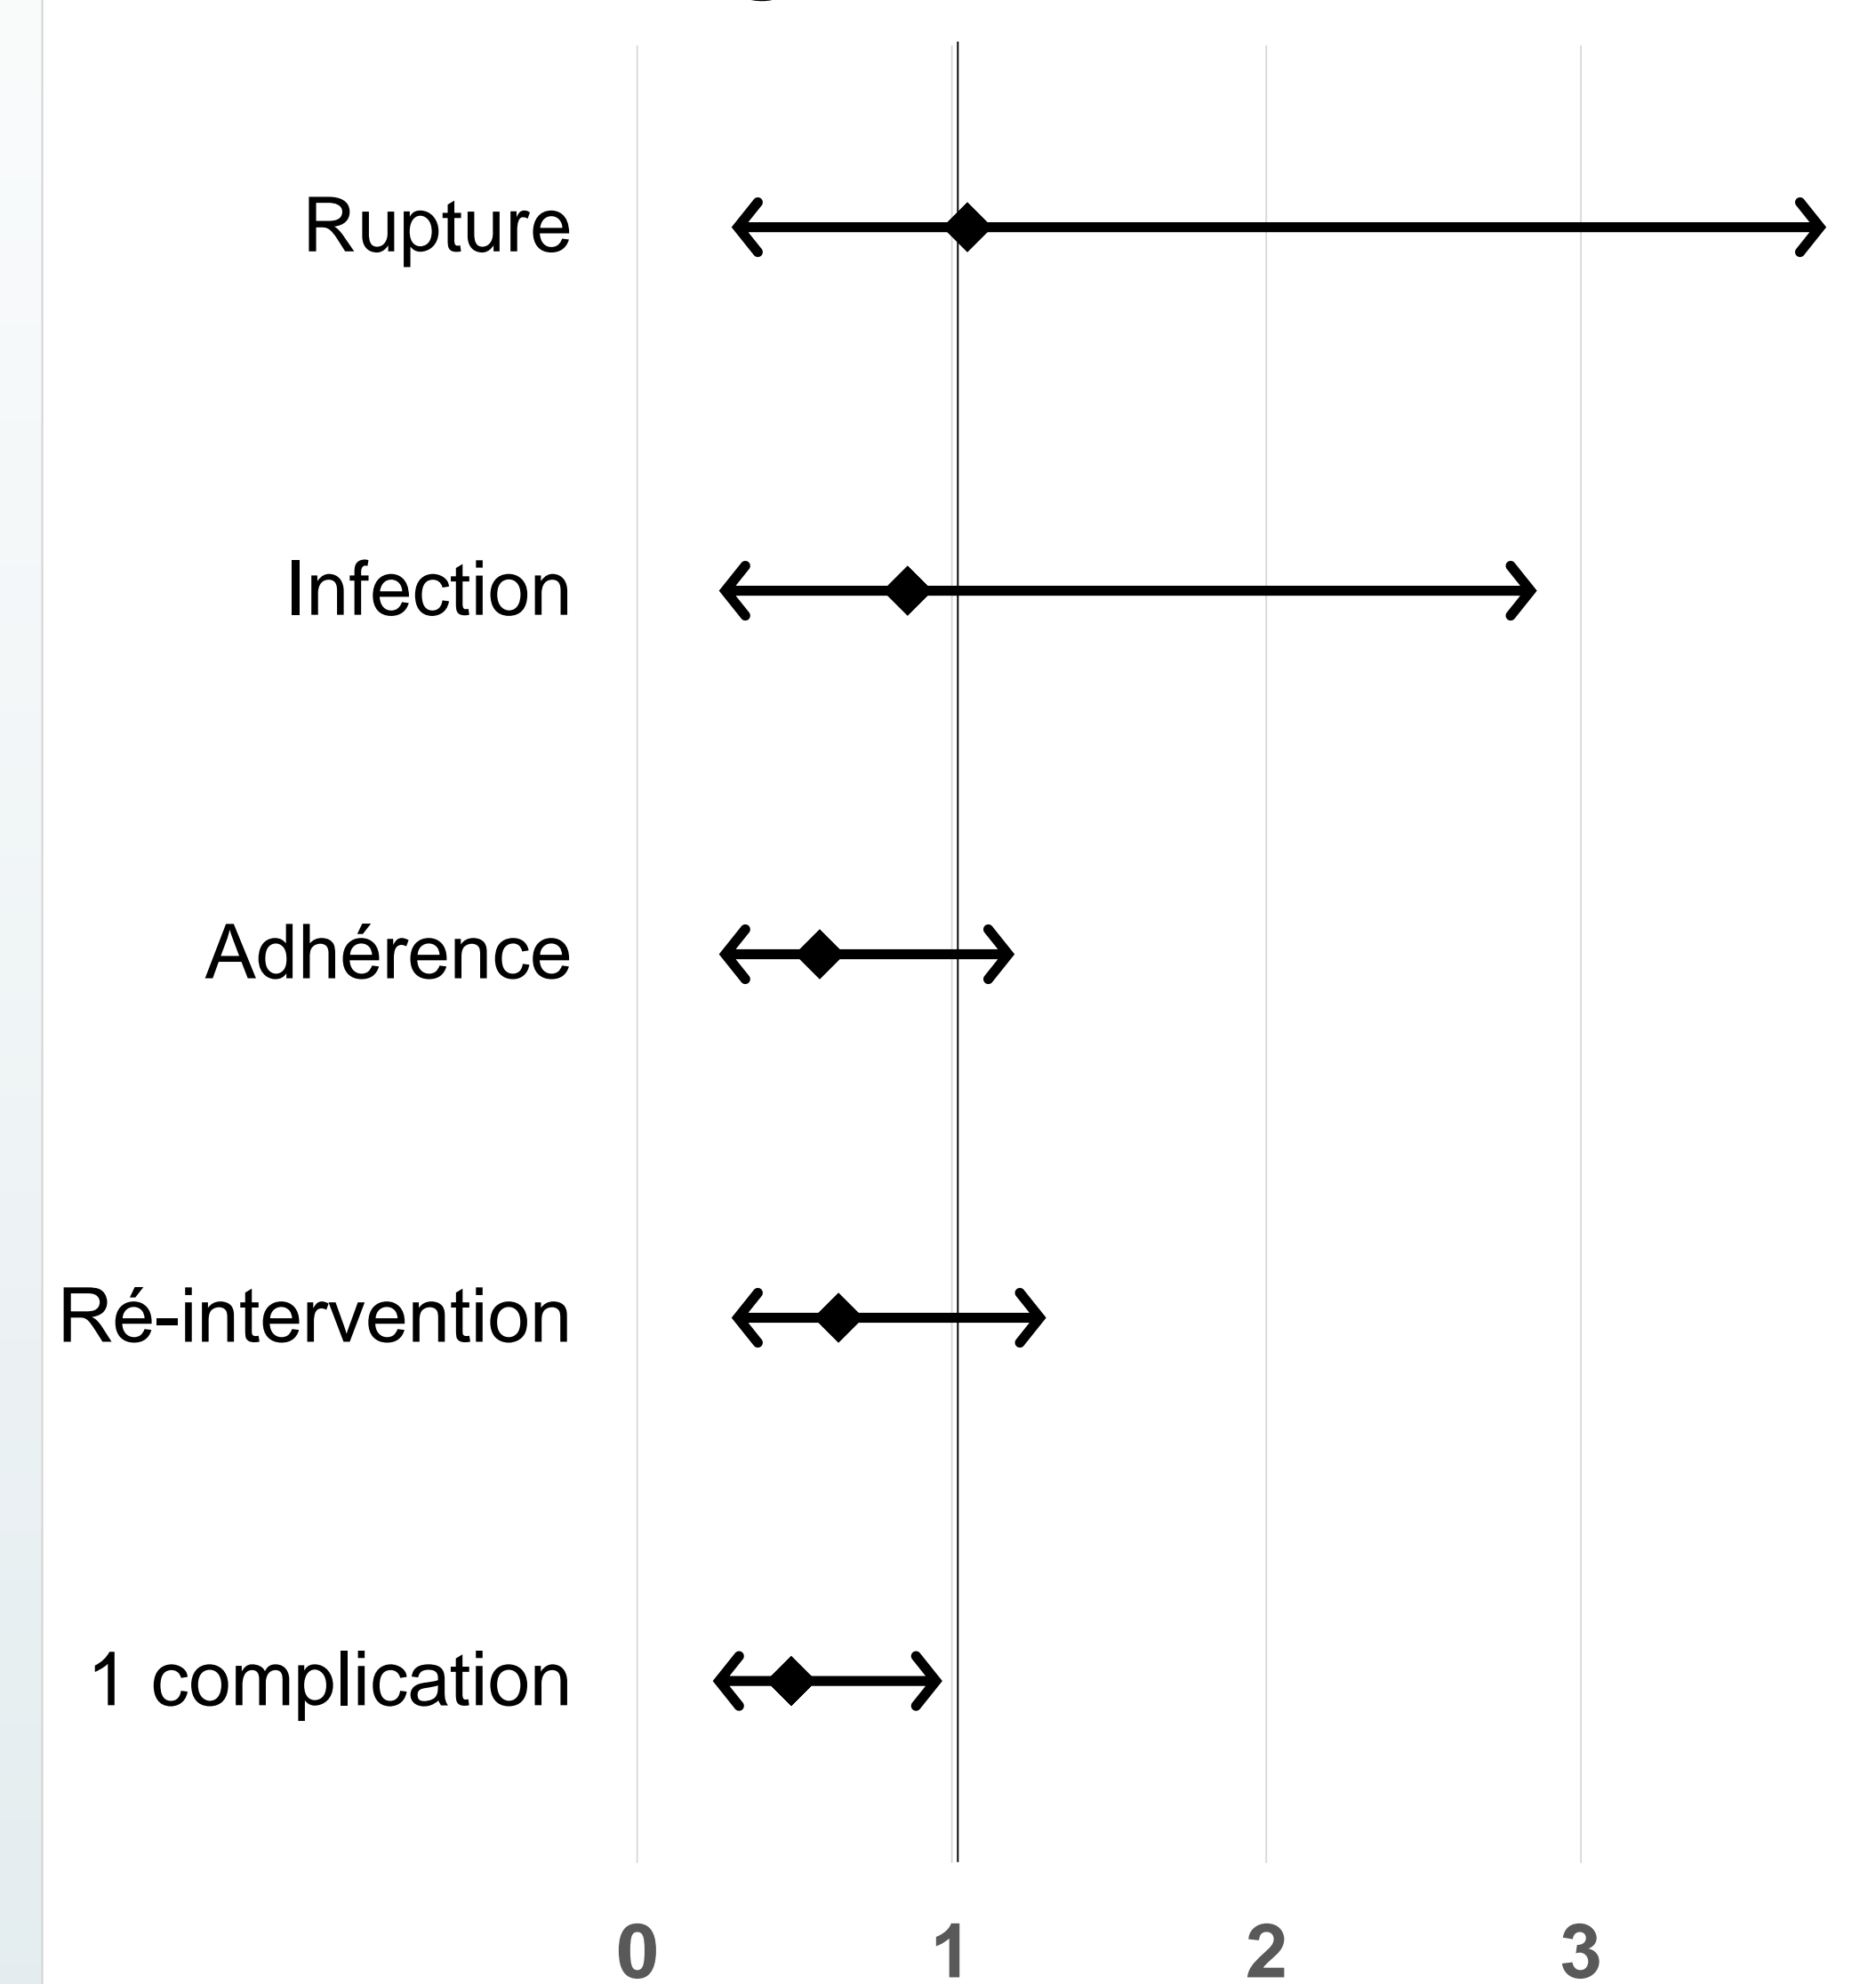 Rupture
Infection
Adhérence
Ré-intervention
1 complication
0 1 2 3